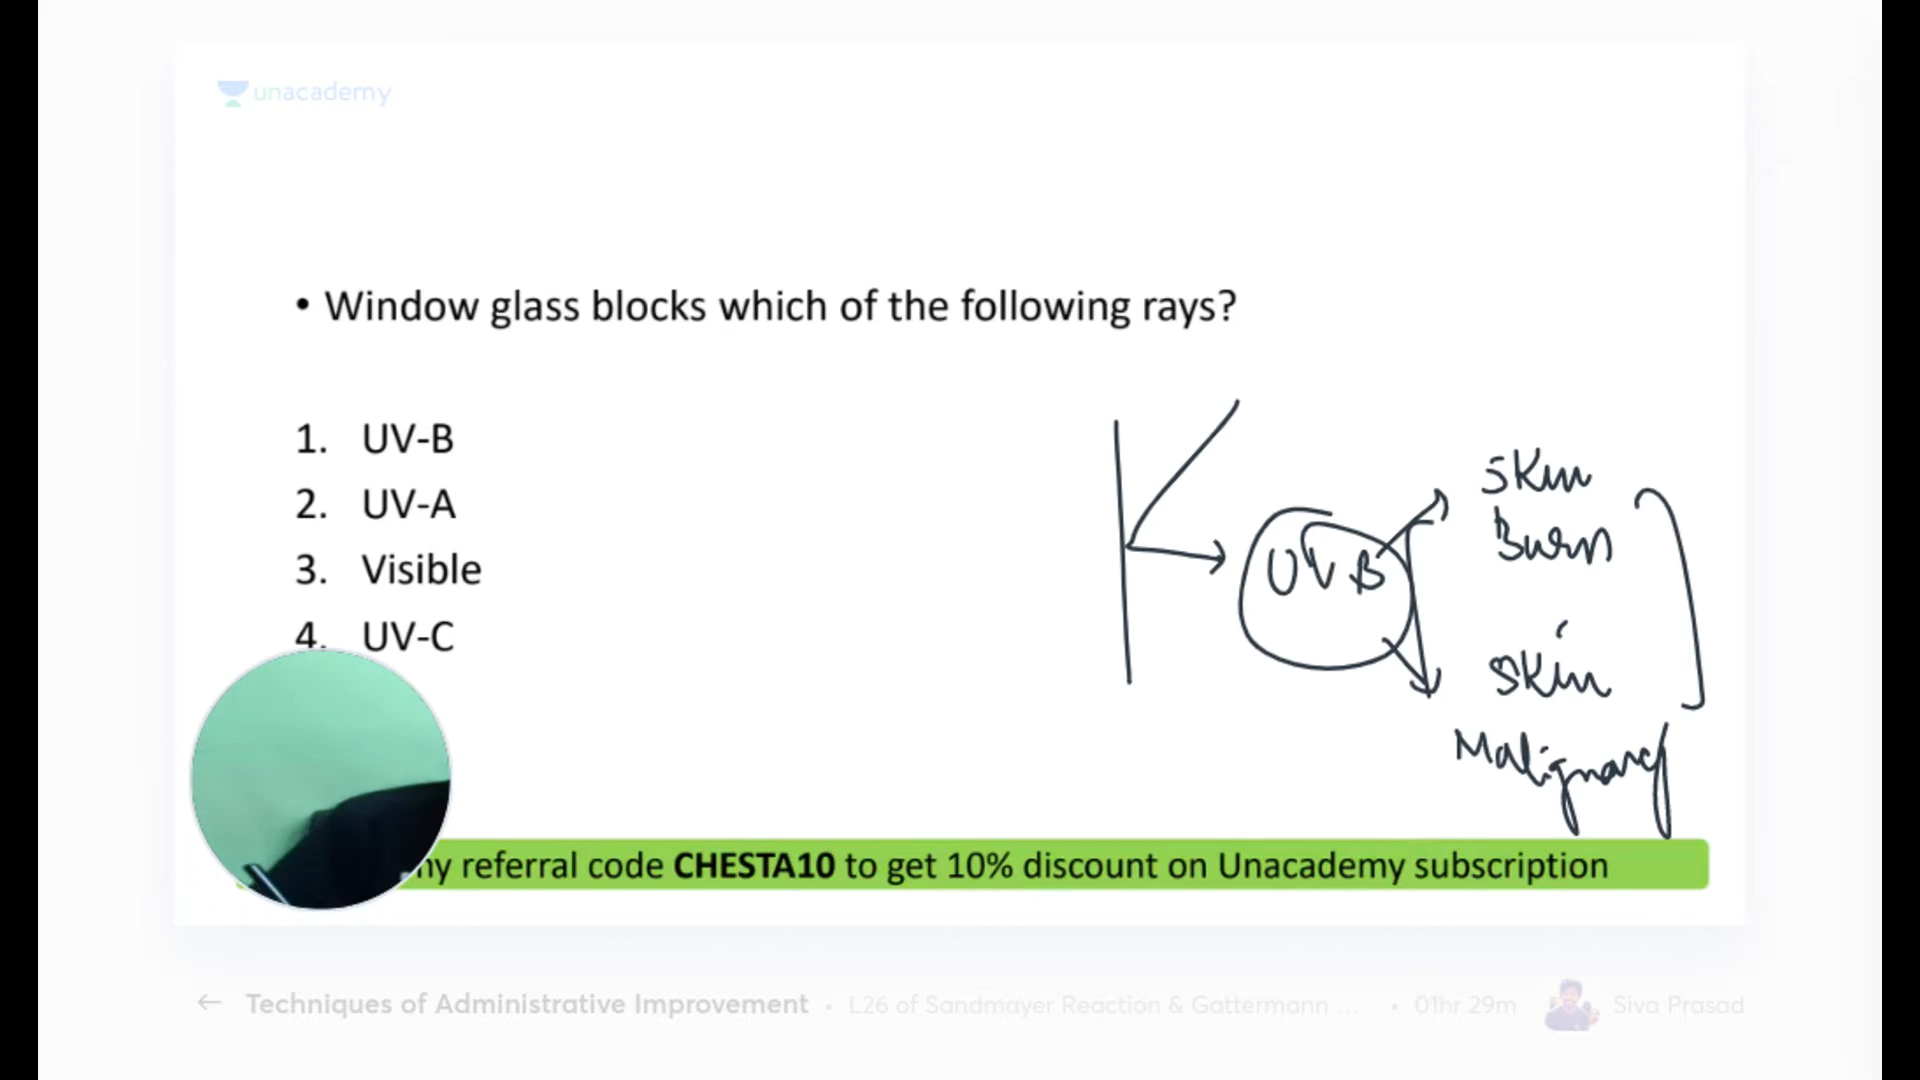 unacademy
• Window glass blocks which of the following rays?
1. UV-B
2. UV-A
3. Visible
4. UV-C
K
UVB
Skin
Burn
Skin
Malignancy
my referral code CHESTA10 to get 10% discount on Unacademy subscription
← Techniques of Administrative Improvement • L26 of Sandmayer Reaction & Gattermann ... • 01hr 29m Siva Prasad